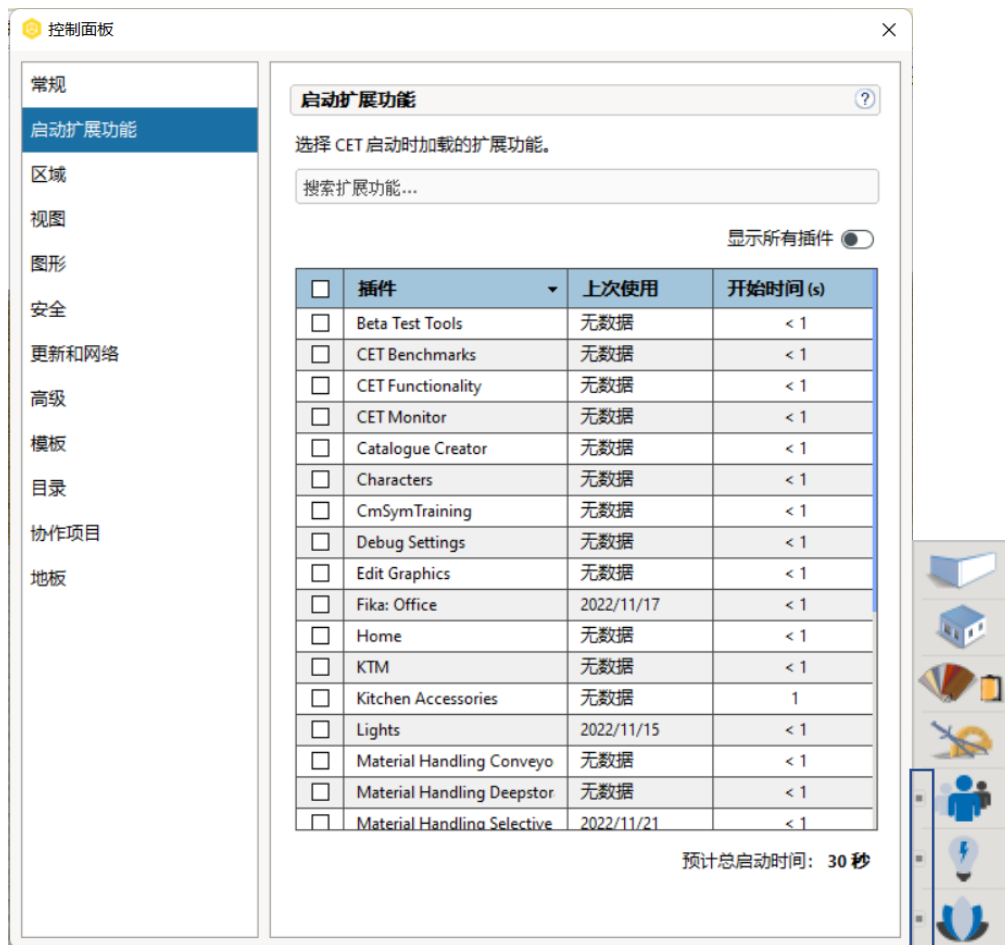 控制面板
常规
启动扩展功能
区域
视图
图形
安全
更新和网络
高级
模板
目录
协作项目
地板
启动扩展功能 ?
选择 CET 启动时加载的扩展功能。
搜索扩展功能...
显示所有插件
插件 上次使用 开始时间 (s)
Beta Test Tools 无数据 < 1
CET Benchmarks 无数据 < 1
CET Functionality 无数据 < 1
CET Monitor 无数据 < 1
Catalogue Creator 无数据 < 1
Characters 无数据 < 1
CmSymTraining 无数据 < 1
Debug Settings 无数据 < 1
Edit Graphics 无数据 < 1
Fika: Office 2022/11/17 < 1
Home 无数据 < 1
KTM 无数据 < 1
Kitchen Accessories 无数据 1
Lights 2022/11/15 < 1
Material Handling Conveyo 无数据 < 1
Material Handling Deepstor 无数据 < 1
Material Handling Selective 2022/11/21 < 1
预计总启动时间： 30 秒